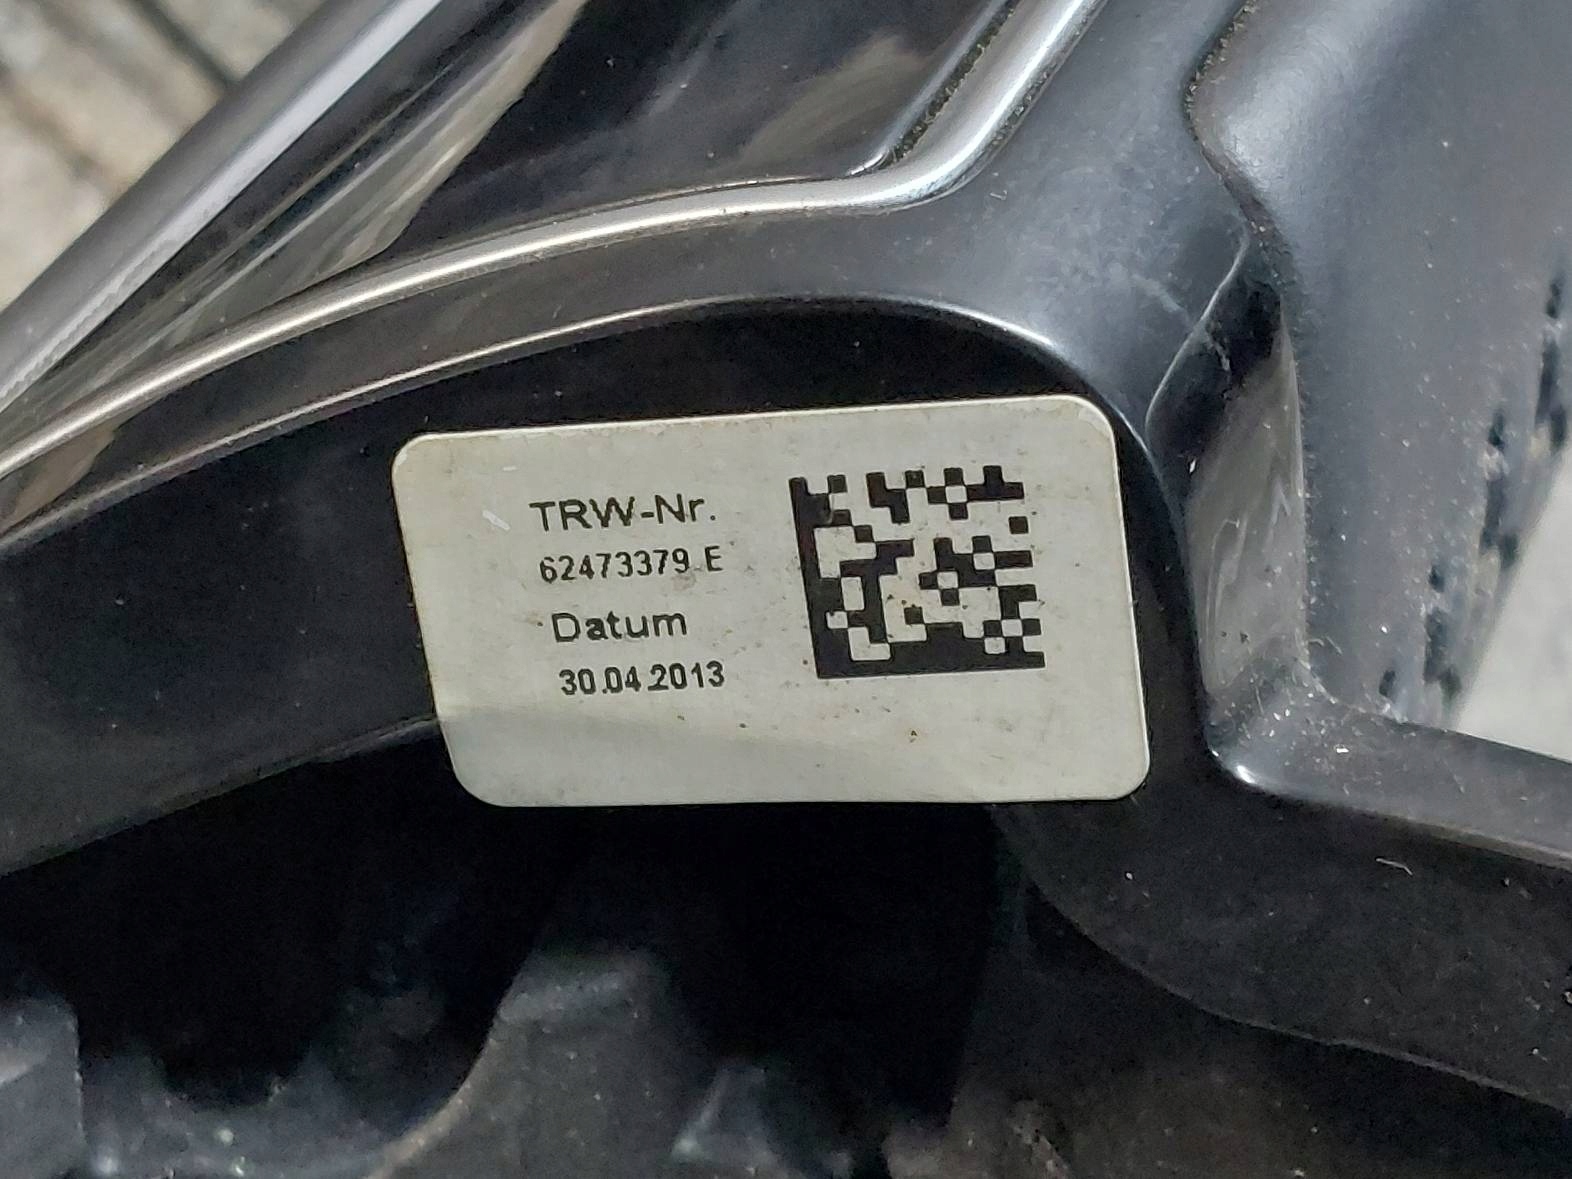 TRW-Nr.
62473379 E
Datum
30.04.2013